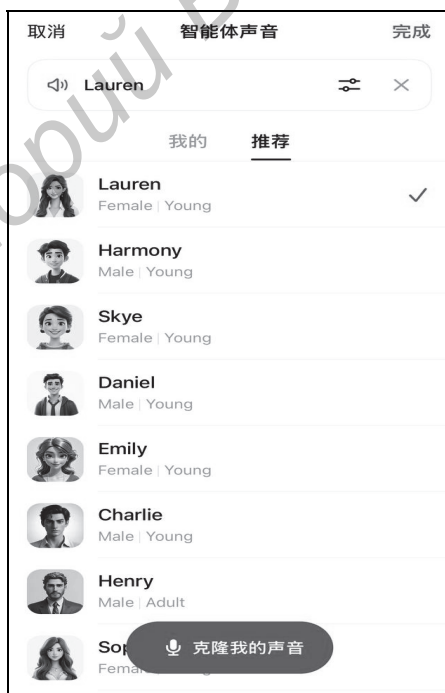 取消 智能体声音 完成
Lauren
我的 推荐
Lauren
Female | Young
Harmony
Male | Young
Skye
Female | Young
Daniel
Male | Young
Emily
Female | Young
Charlie
Male | Young
Henry
Male | Adult
克隆我的声音